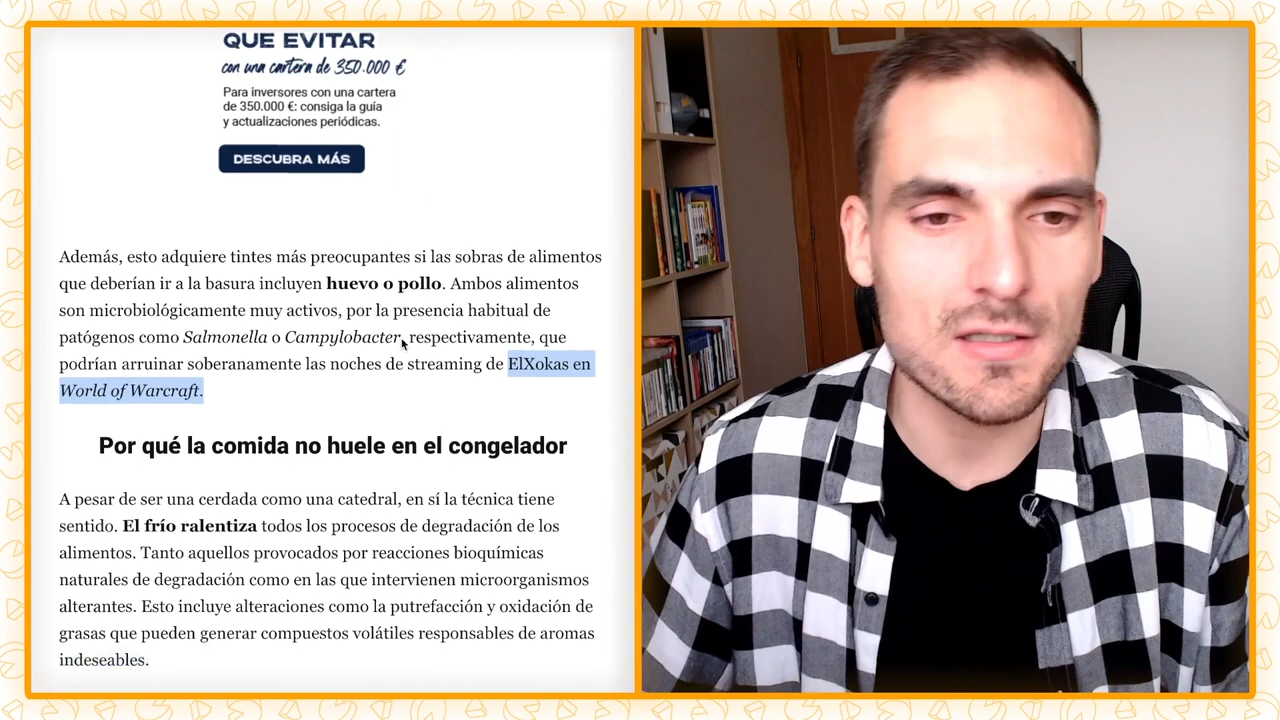 QUE EVITAR
con una cartera de 350.000 €
Para inversores con una cartera
de 350.000 €: consiga la guía
y actualizaciones periódicas.
DESCUBRA MÁS
Además, esto adquiere tintes más preocupantes si las sobras de alimentos
que deberían ir a la basura incluyen huevo o pollo. Ambos alimentos
son microbiológicamente muy activos, por la presencia habitual de
patógenos como Salmonella o Campylobacter, respectivamente, que
podrían arruinar soberanamente las noches de streaming de ElXokas en
World of Warcraft.
Por qué la comida no huele en el congelador
A pesar de ser una cerdada como una catedral, en sí la técnica tiene
sentido. El frío ralentiza todos los procesos de degradación de los
alimentos. Tanto aquellos provocados por reacciones bioquímicas
naturales de degradación como en las que intervienen microorganismos
alterantes. Esto incluye alteraciones como la putrefacción y oxidación de
grasas que pueden generar compuestos volátiles responsables de aromas
indeseables.